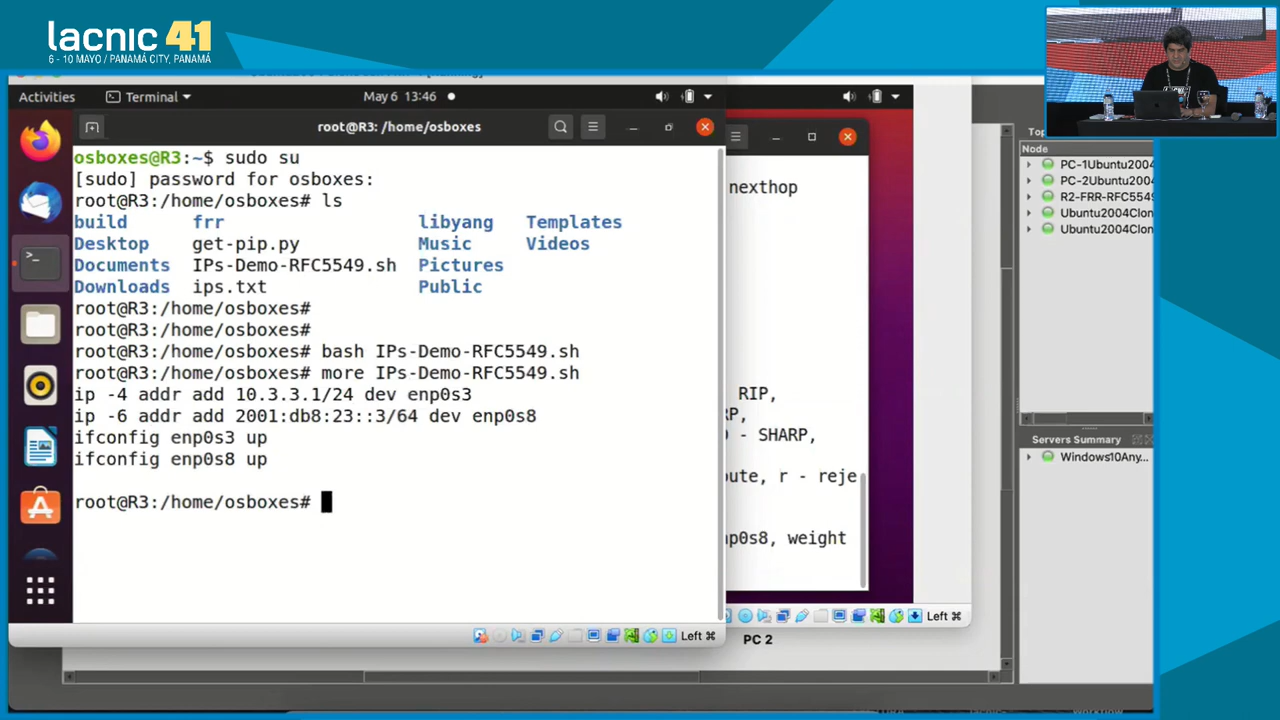 lacnic 41
6 - 10 MAYO / PANAMÁ CITY, PANAMÁ
Activities
Terminal
May 6 13:46
root@R3: /home/osboxes
osboxes@R3:~$ sudo su
[sudo] password for osboxes:
root@R3:/home/osboxes# ls
build frr libyang Templates
Desktop get-pip.py Music Videos
Documents IPs-Demo-RFC5549.sh Pictures
Downloads ips.txt Public
root@R3:/home/osboxes#
root@R3:/home/osboxes#
root@R3:/home/osboxes# bash IPs-Demo-RFC5549.sh
root@R3:/home/osboxes# more IPs-Demo-RFC5549.sh
ip -4 addr add 10.3.3.1/24 dev enp0s3
ip -6 addr add 2001:db8:23::3/64 dev enp0s8
ifconfig enp0s3 up
ifconfig enp0s8 up
root@R3:/home/osboxes#
Left ⌘
nexthop
RIP,
RP,
- SHARP,
oute, r - reje
np0s8, weight
Left ⌘
PC 2
Top
Node
PC-1Ubuntu2004
PC-2Ubuntu2004
R2-FRR-RFC5549
Ubuntu2004Clon
Ubuntu2004Clon
Servers Summary
Windows10Any...